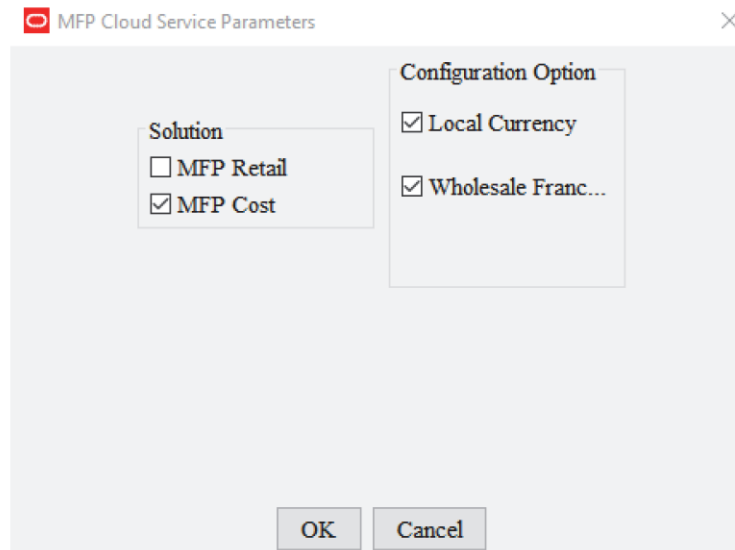 MFP Cloud Service Parameters
Solution
MFP Retail
MFP Cost
Configuration Option
Local Currency
Wholesale Franc...
OK
Cancel